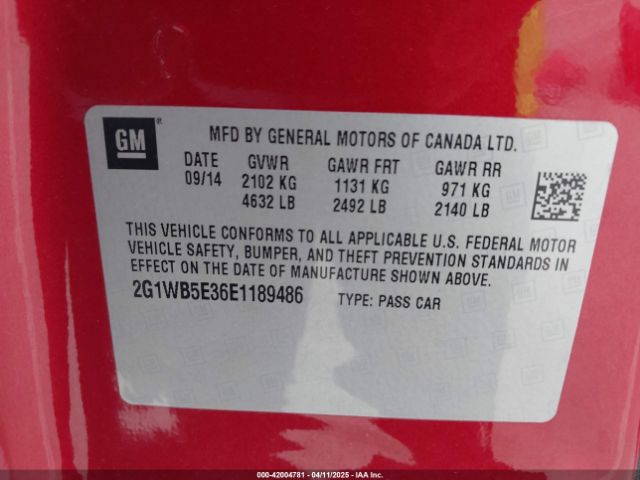 GM ®
MFD BY GENERAL MOTORS OF CANADA LTD.
DATE GVWR GAWR FRT GAWR RR
09/14 2102 KG 1131 KG 971 KG
4632 LB 2492 LB 2140 LB
THIS VEHICLE CONFORMS TO ALL APPLICABLE U.S. FEDERAL MOTOR
VEHICLE SAFETY, BUMPER, AND THEFT PREVENTION STANDARDS IN
EFFECT ON THE DATE OF MANUFACTURE SHOWN ABOVE.
2G1WB5E36E1189486 TYPE: PASS CAR
000-42004781 - 04/11/2025 - IAA Inc.